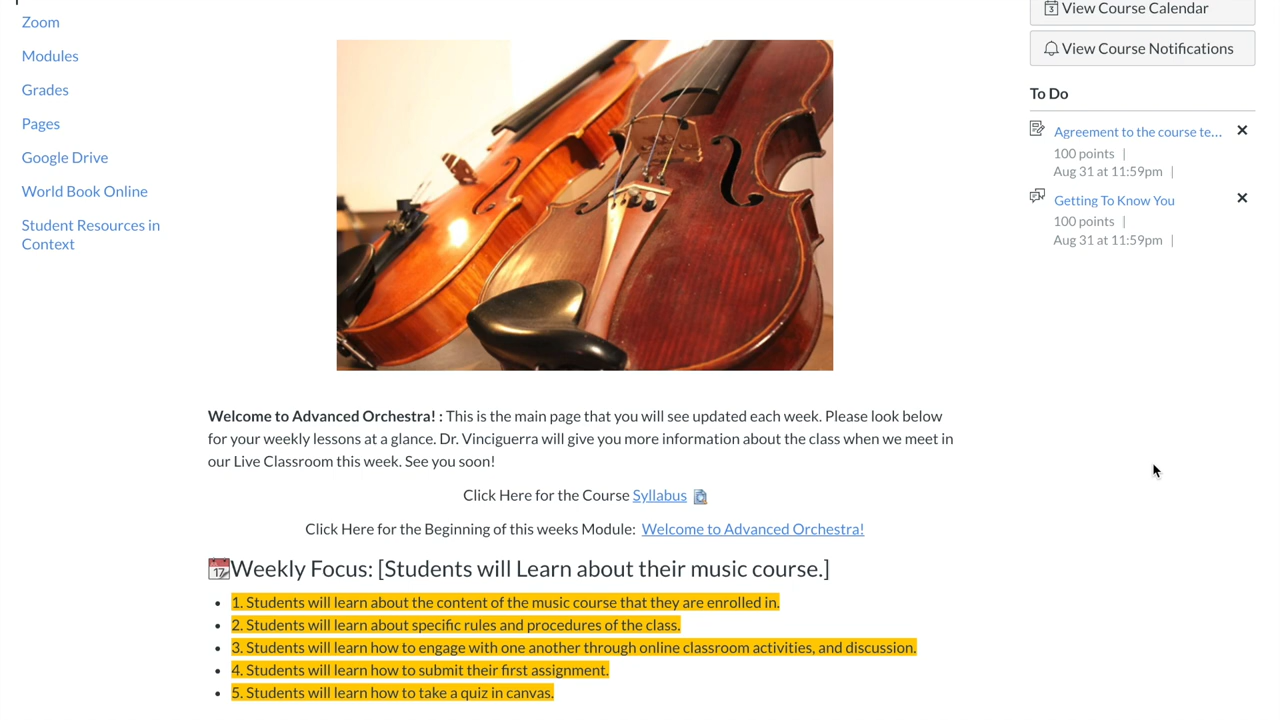 Zoom
Modules
Grades
Pages
Google Drive
World Book Online
Student Resources in
Context
Welcome to Advanced Orchestra! : This is the main page that you will see updated each week. Please look below
for your weekly lessons at a glance. Dr. Vinciguerra will give you more information about the class when we meet in
our Live Classroom this week. See you soon!
Click Here for the Course Syllabus
Click Here for the Beginning of this weeks Module: Welcome to Advanced Orchestra!
17
Weekly Focus: [Students will Learn about their music course.]
1. Students will learn about the content of the music course that they are enrolled in.
2. Students will learn about specific rules and procedures of the class.
3. Students will learn how to engage with one another through online classroom activities, and discussion.
4. Students will learn how to submit their first assignment.
5. Students will learn how to take a quiz in canvas.
3
View Course Calendar
View Course Notifications
To Do
Agreement to the course te...
100 points |
Aug 31 at 11:59pm |
Getting To Know You
100 points |
Aug 31 at 11:59pm |